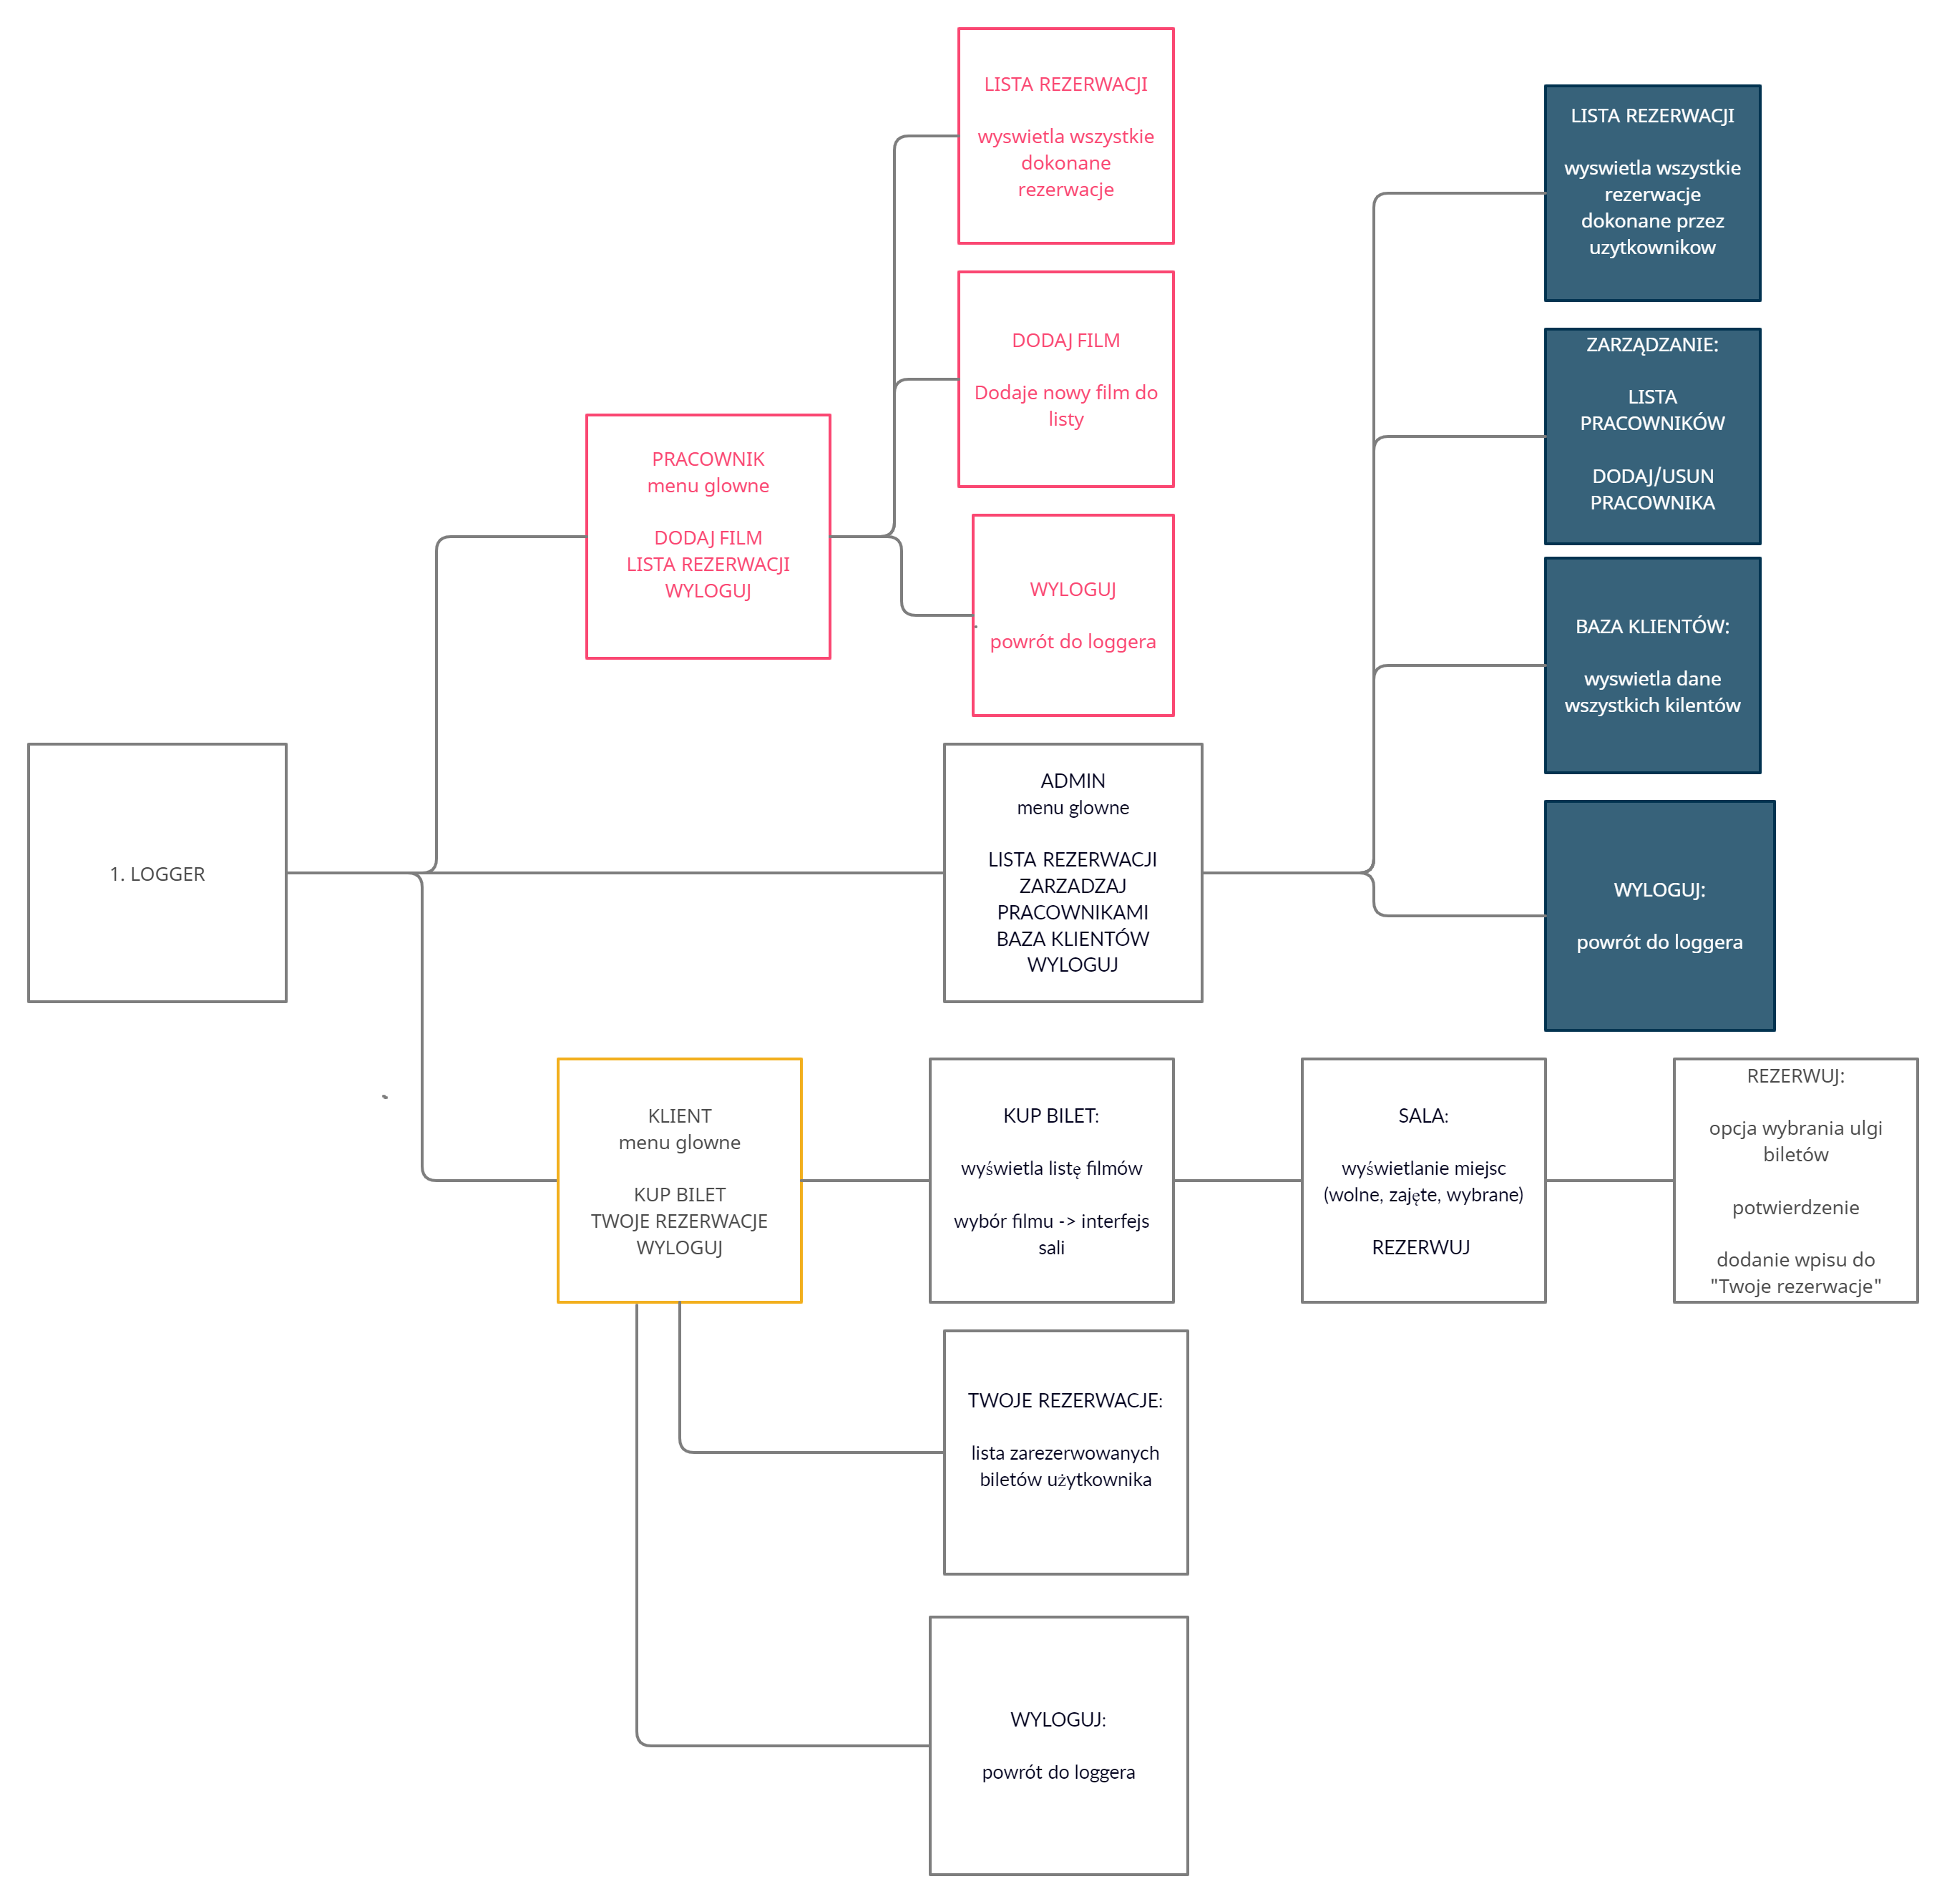 1. LOGGER
PRACOWNIK
menu glowne
DODAJ FILM
LISTA REZERWACJI
WYLOGUJ
LISTA REZERWACJI
wyswietla wszystkie
dokonane
rezerwacje
DODAJ FILM
Dodaje nowy film do
listy
WYLOGUJ
powrót do loggera
ADMIN
menu glowne
LISTA REZERWACJI
ZARZADZAJ
PRACOWNIKAMI
BAZA KLIENTÓW
WYLOGUJ
LISTA REZERWACJI
wyswietla wszystkie
rezerwacje
dokonane przez
uzytkownikow
ZARZĄDZANIE:
LISTA
PRACOWNIKÓW
DODAJ/USUN
PRACOWNIKA
BAZA KLIENTÓW:
wyswietla dane
wszystkich kilentów
WYLOGUJ:
powrót do loggera
KLIENT
menu glowne
KUP BILET
TWOJE REZERWACJE
WYLOGUJ
KUP BILET:
wyświetla listę filmów
wybór filmu -> interfejs
sali
SALA:
wyświetlanie miejsc
(wolne, zajęte, wybrane)
REZERWUJ
REZERWUJ:
opcja wybrania ulgi
biletów
potwierdzenie
dodanie wpisu do
"Twoje rezerwacje"
TWOJE REZERWACJE:
lista zarezerwowanych
biletów użytkownika
WYLOGUJ:
powrót do loggera